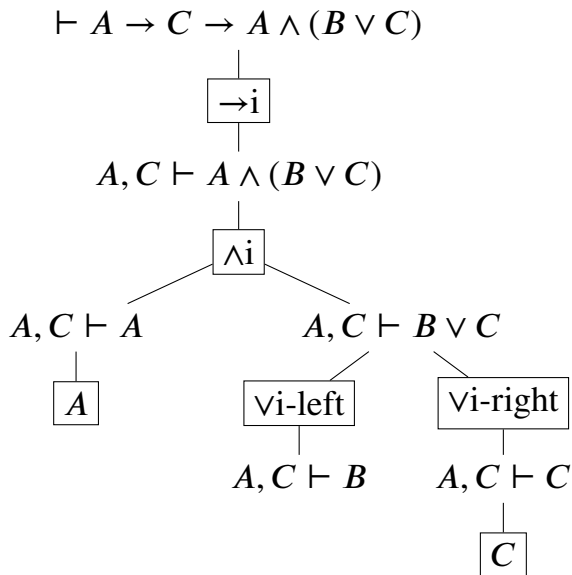 ⊢ A → C → A ∧ (B ∨ C)
→i
A, C ⊢ A ∧ (B ∨ C)
∧i
A, C ⊢ A A, C ⊢ B ∨ C
A ∨i-left ∨i-right
A, C ⊢ B A, C ⊢ C
C